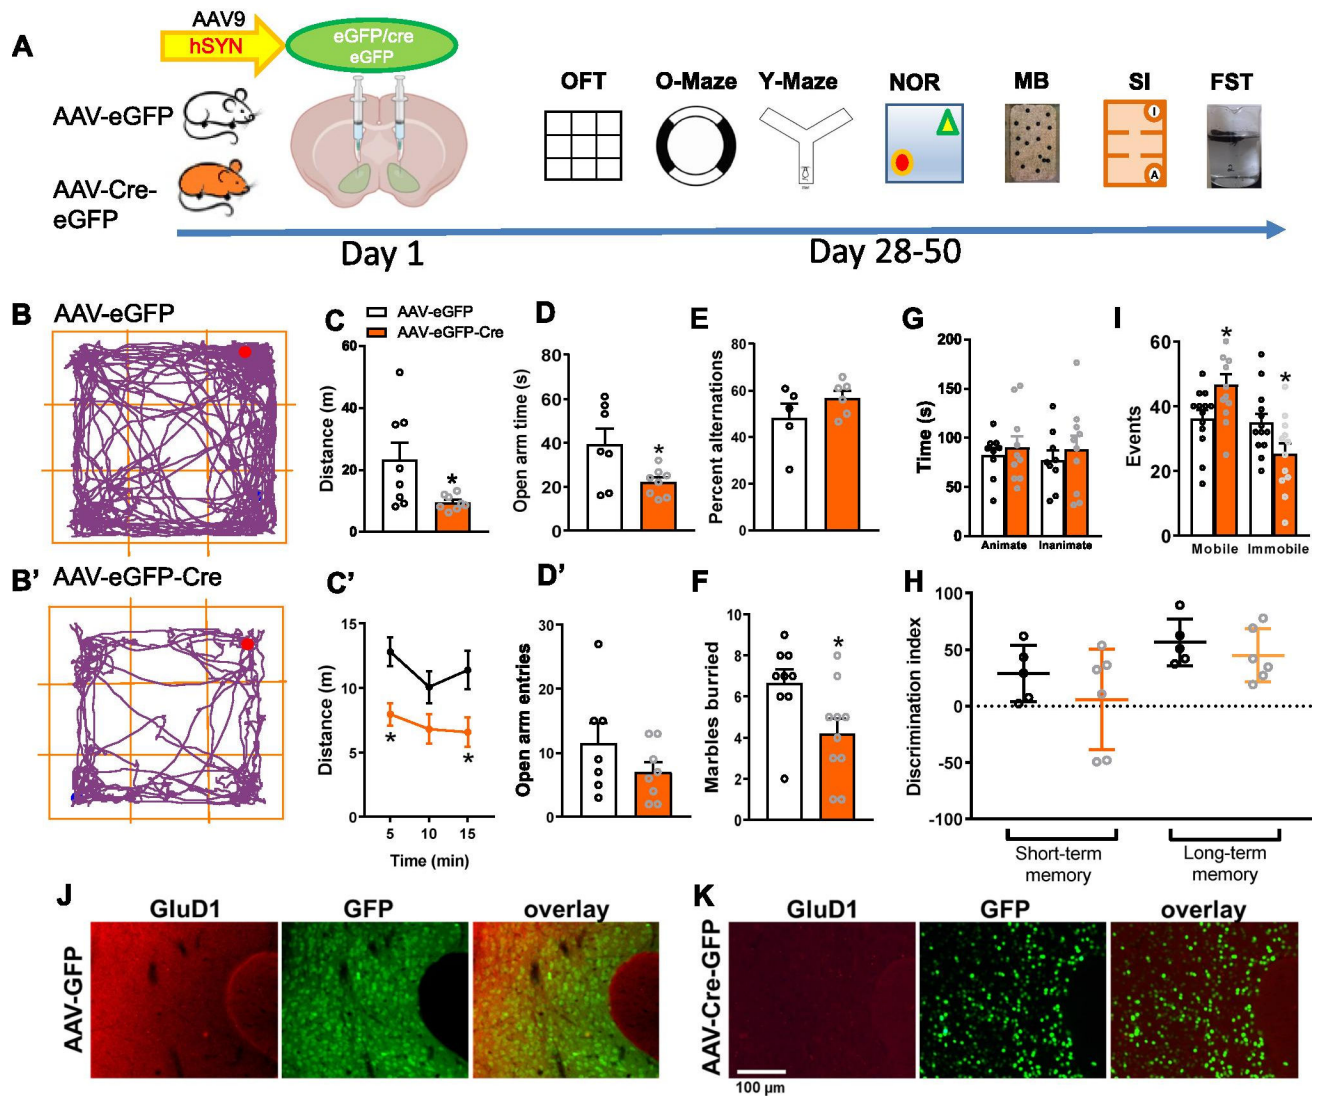 A
AAV9
hSYN
eGFP/cre
eGFP
AAV-eGFP
AAV-Cre-
eGFP
OFT
O-Maze
Y-Maze
NOR
MB
SI
FST
I
A
Day 1
Day 28-50
B
AAV-eGFP
B'
AAV-eGFP-Cre
C
AAV-eGFP
AAV-eGFP-Cre
Distance (m)
60
40
20
0
*
C'
Distance (m)
15
10
5
0
*
*
5
10
15
Time (min)
D
Open arm time (s)
80
60
40
20
0
*
D'
Open arm entries
30
20
10
0
E
Percent alternations
80
60
40
20
0
F
Marbles burried
10
8
6
4
2
0
*
G
Time (s)
200
150
100
50
0
Animate
Inanimate
I
Events
60
40
20
0
*
*
Mobile
Immobile
H
Discrimination index
100
50
0
-50
-100
Short-term
memory
Long-term
memory
J
AAV-GFP
GluD1
GFP
overlay
K
AAV-Cre-GFP
GluD1
GFP
overlay
100 µm